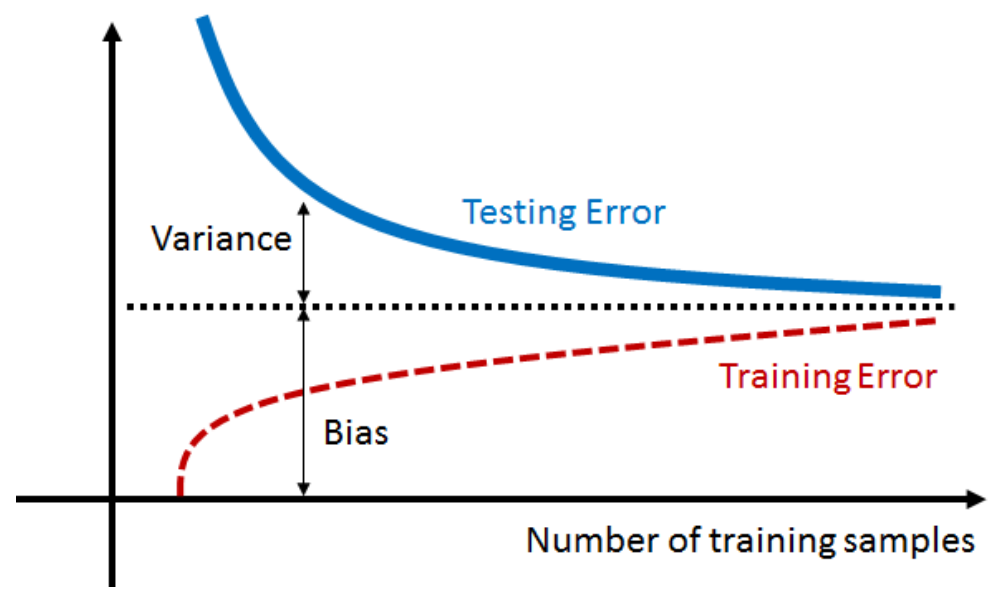 Testing Error
Variance
Training Error
Bias
Number of training samples